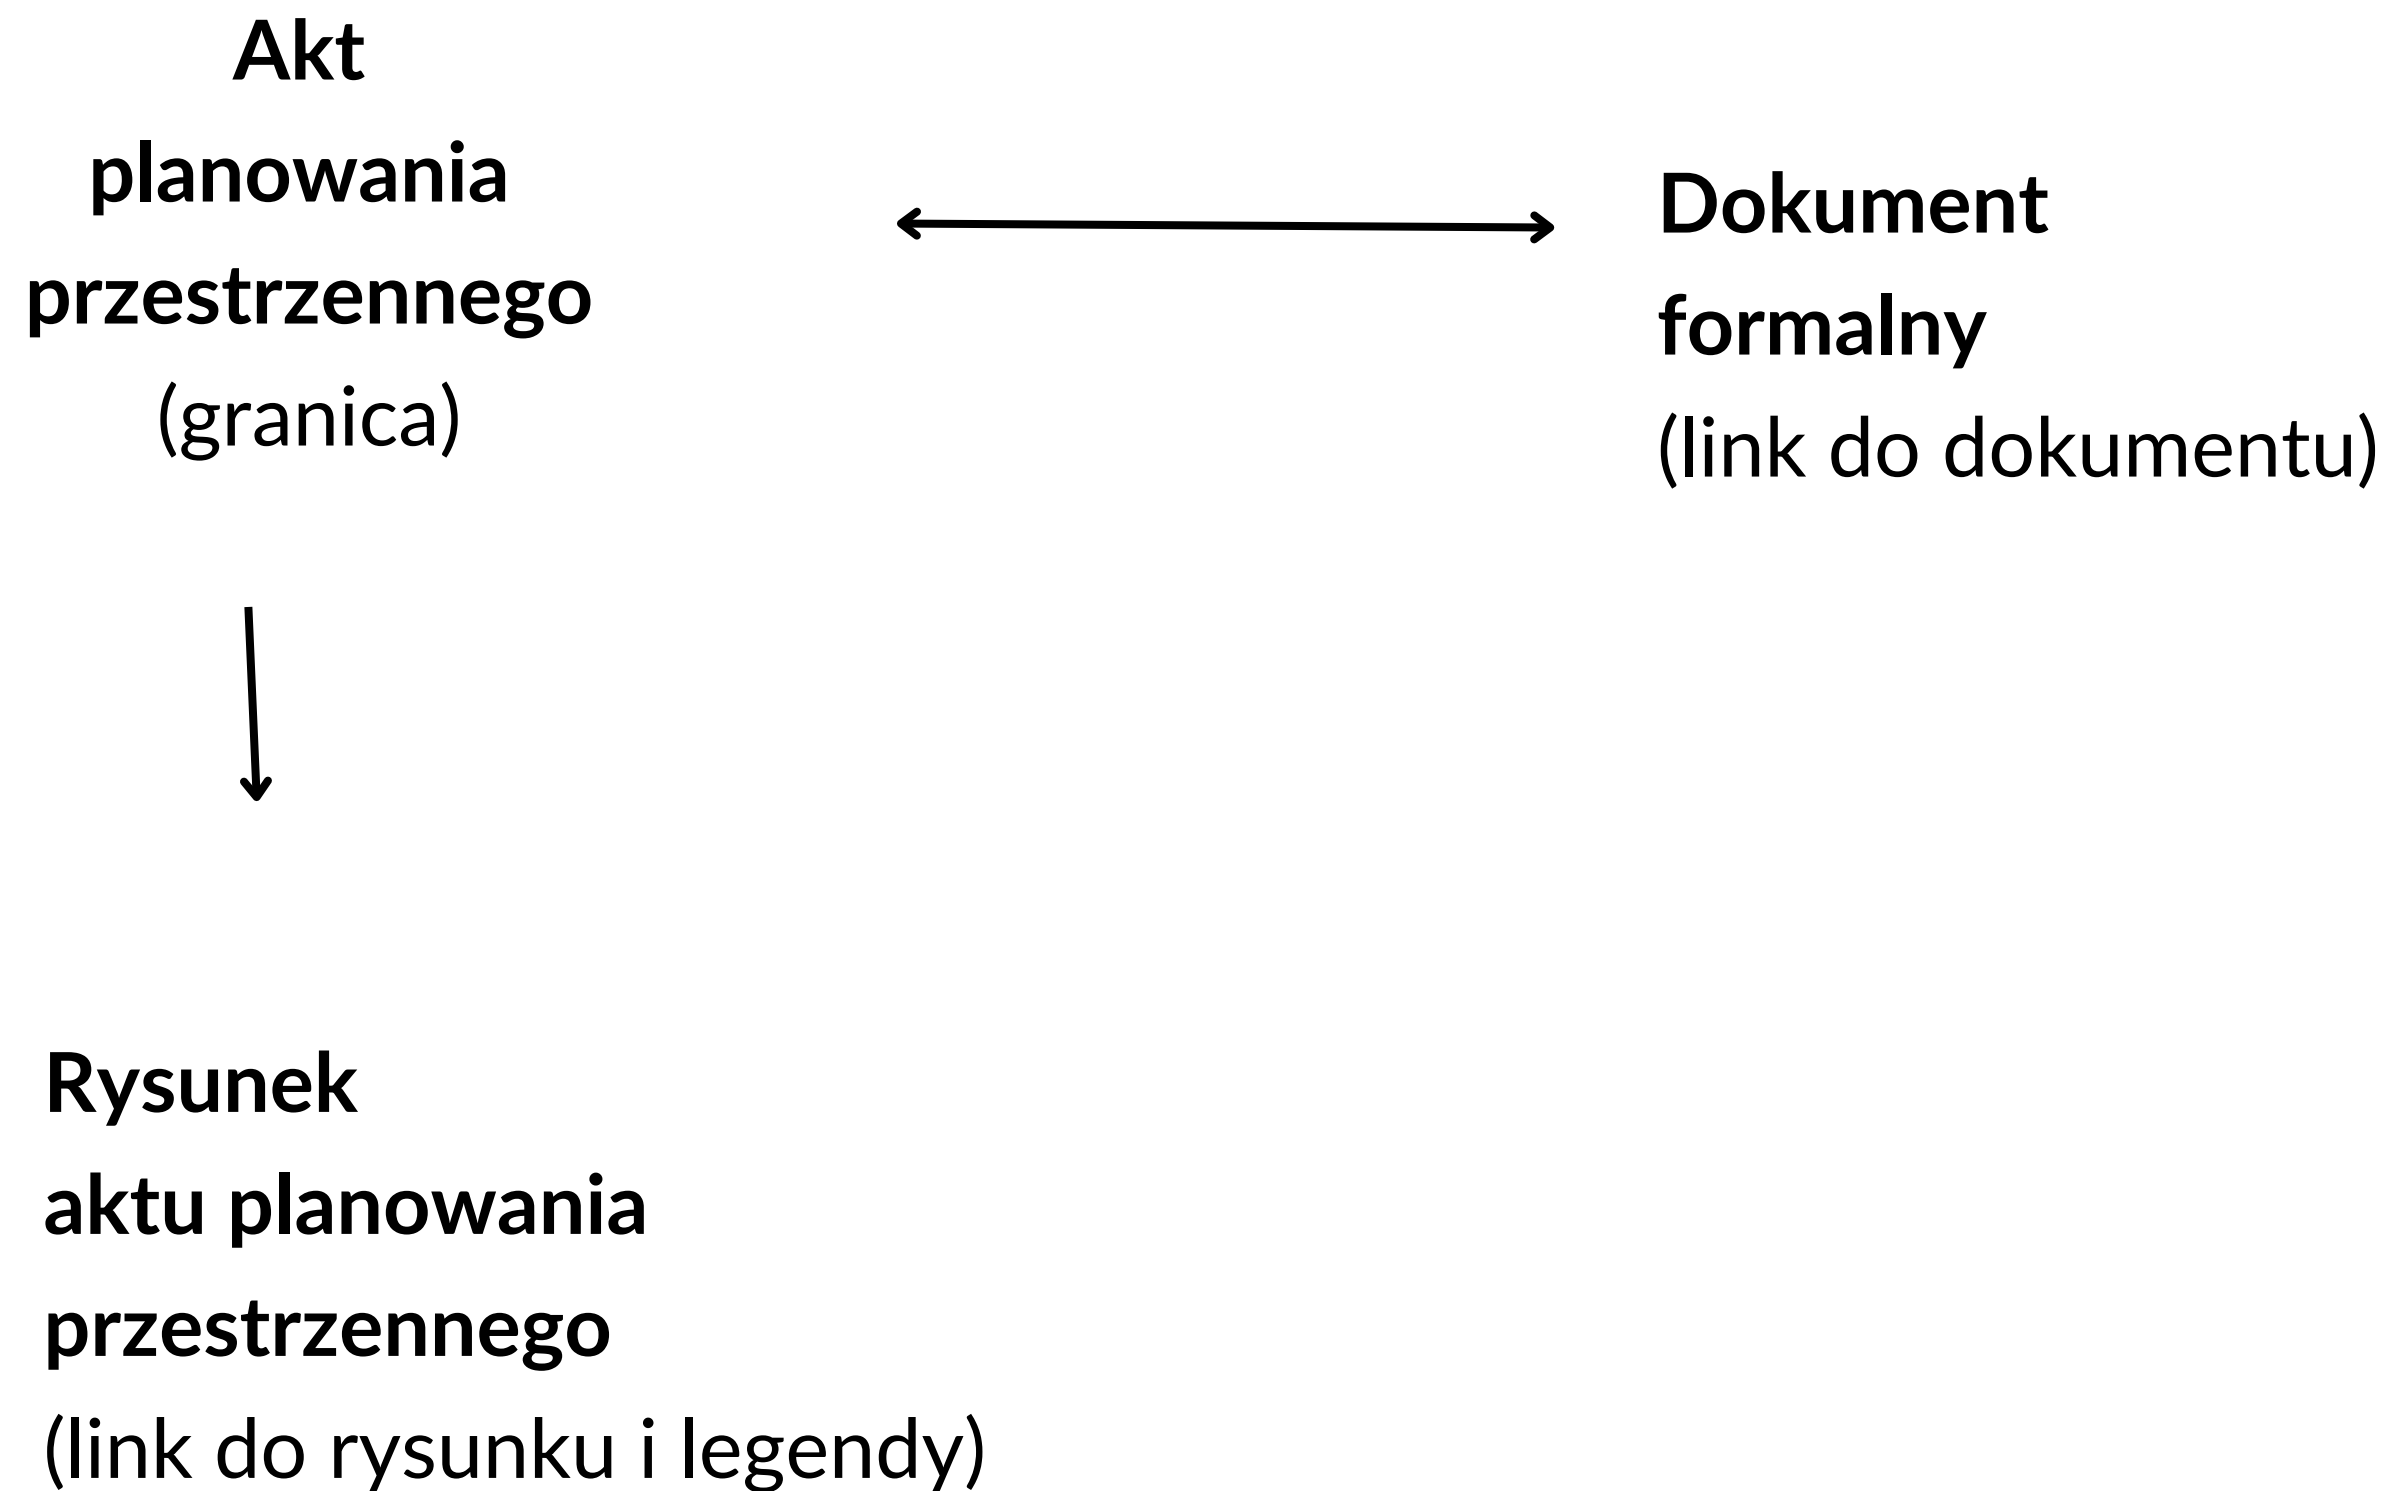 Akt
planowania
przestrzennego
(granica)
Dokument
formalny
(link do dokumentu)
Rysunek
aktu planowania
przestrzennego
(link do rysunku i legendy)